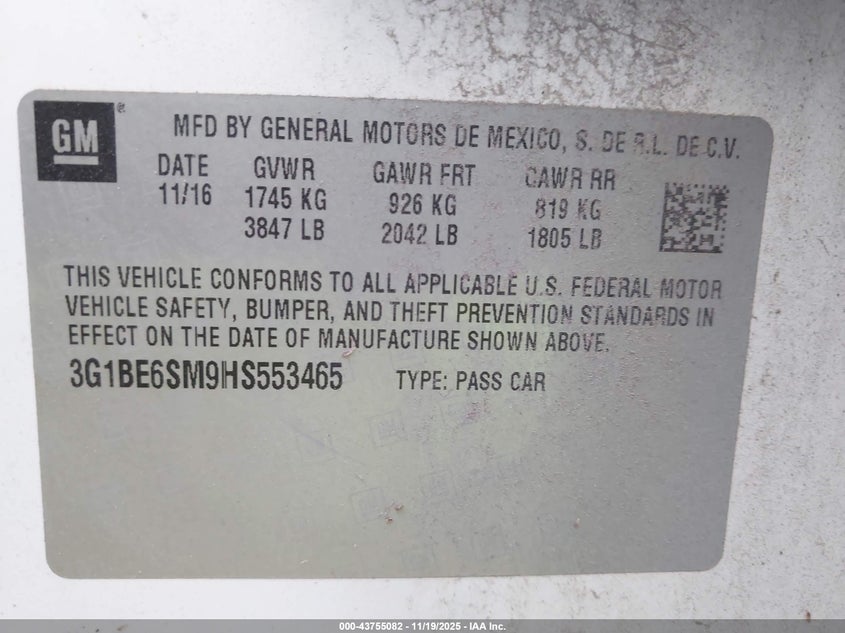 GM
MFD BY GENERAL MOTORS DE MEXICO, S. DE R.L. DE C.V.
DATE GVWR GAWR FRT GAWR RR
11/16 1745 KG 926 KG 819 KG
3847 LB 2042 LB 1805 LB
THIS VEHICLE CONFORMS TO ALL APPLICABLE U.S. FEDERAL MOTOR
VEHICLE SAFETY, BUMPER, AND THEFT PREVENTION STANDARDS IN
EFFECT ON THE DATE OF MANUFACTURE SHOWN ABOVE.
3G1BE6SM9HS553465 TYPE: PASS CAR
000-43755082 - 11/19/2025 - IAA Inc.